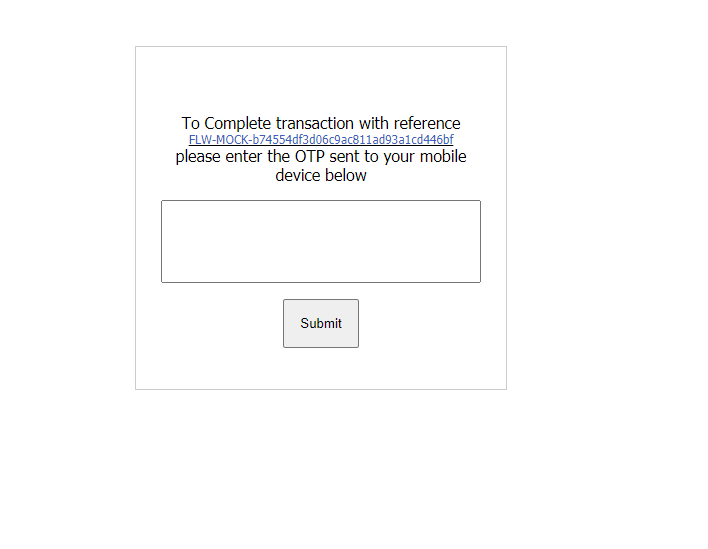 To Complete transaction with reference
FLW-MOCK-b74554df3d06c9ac811ad93a1cd446bf
please enter the OTP sent to your mobile
device below
Submit